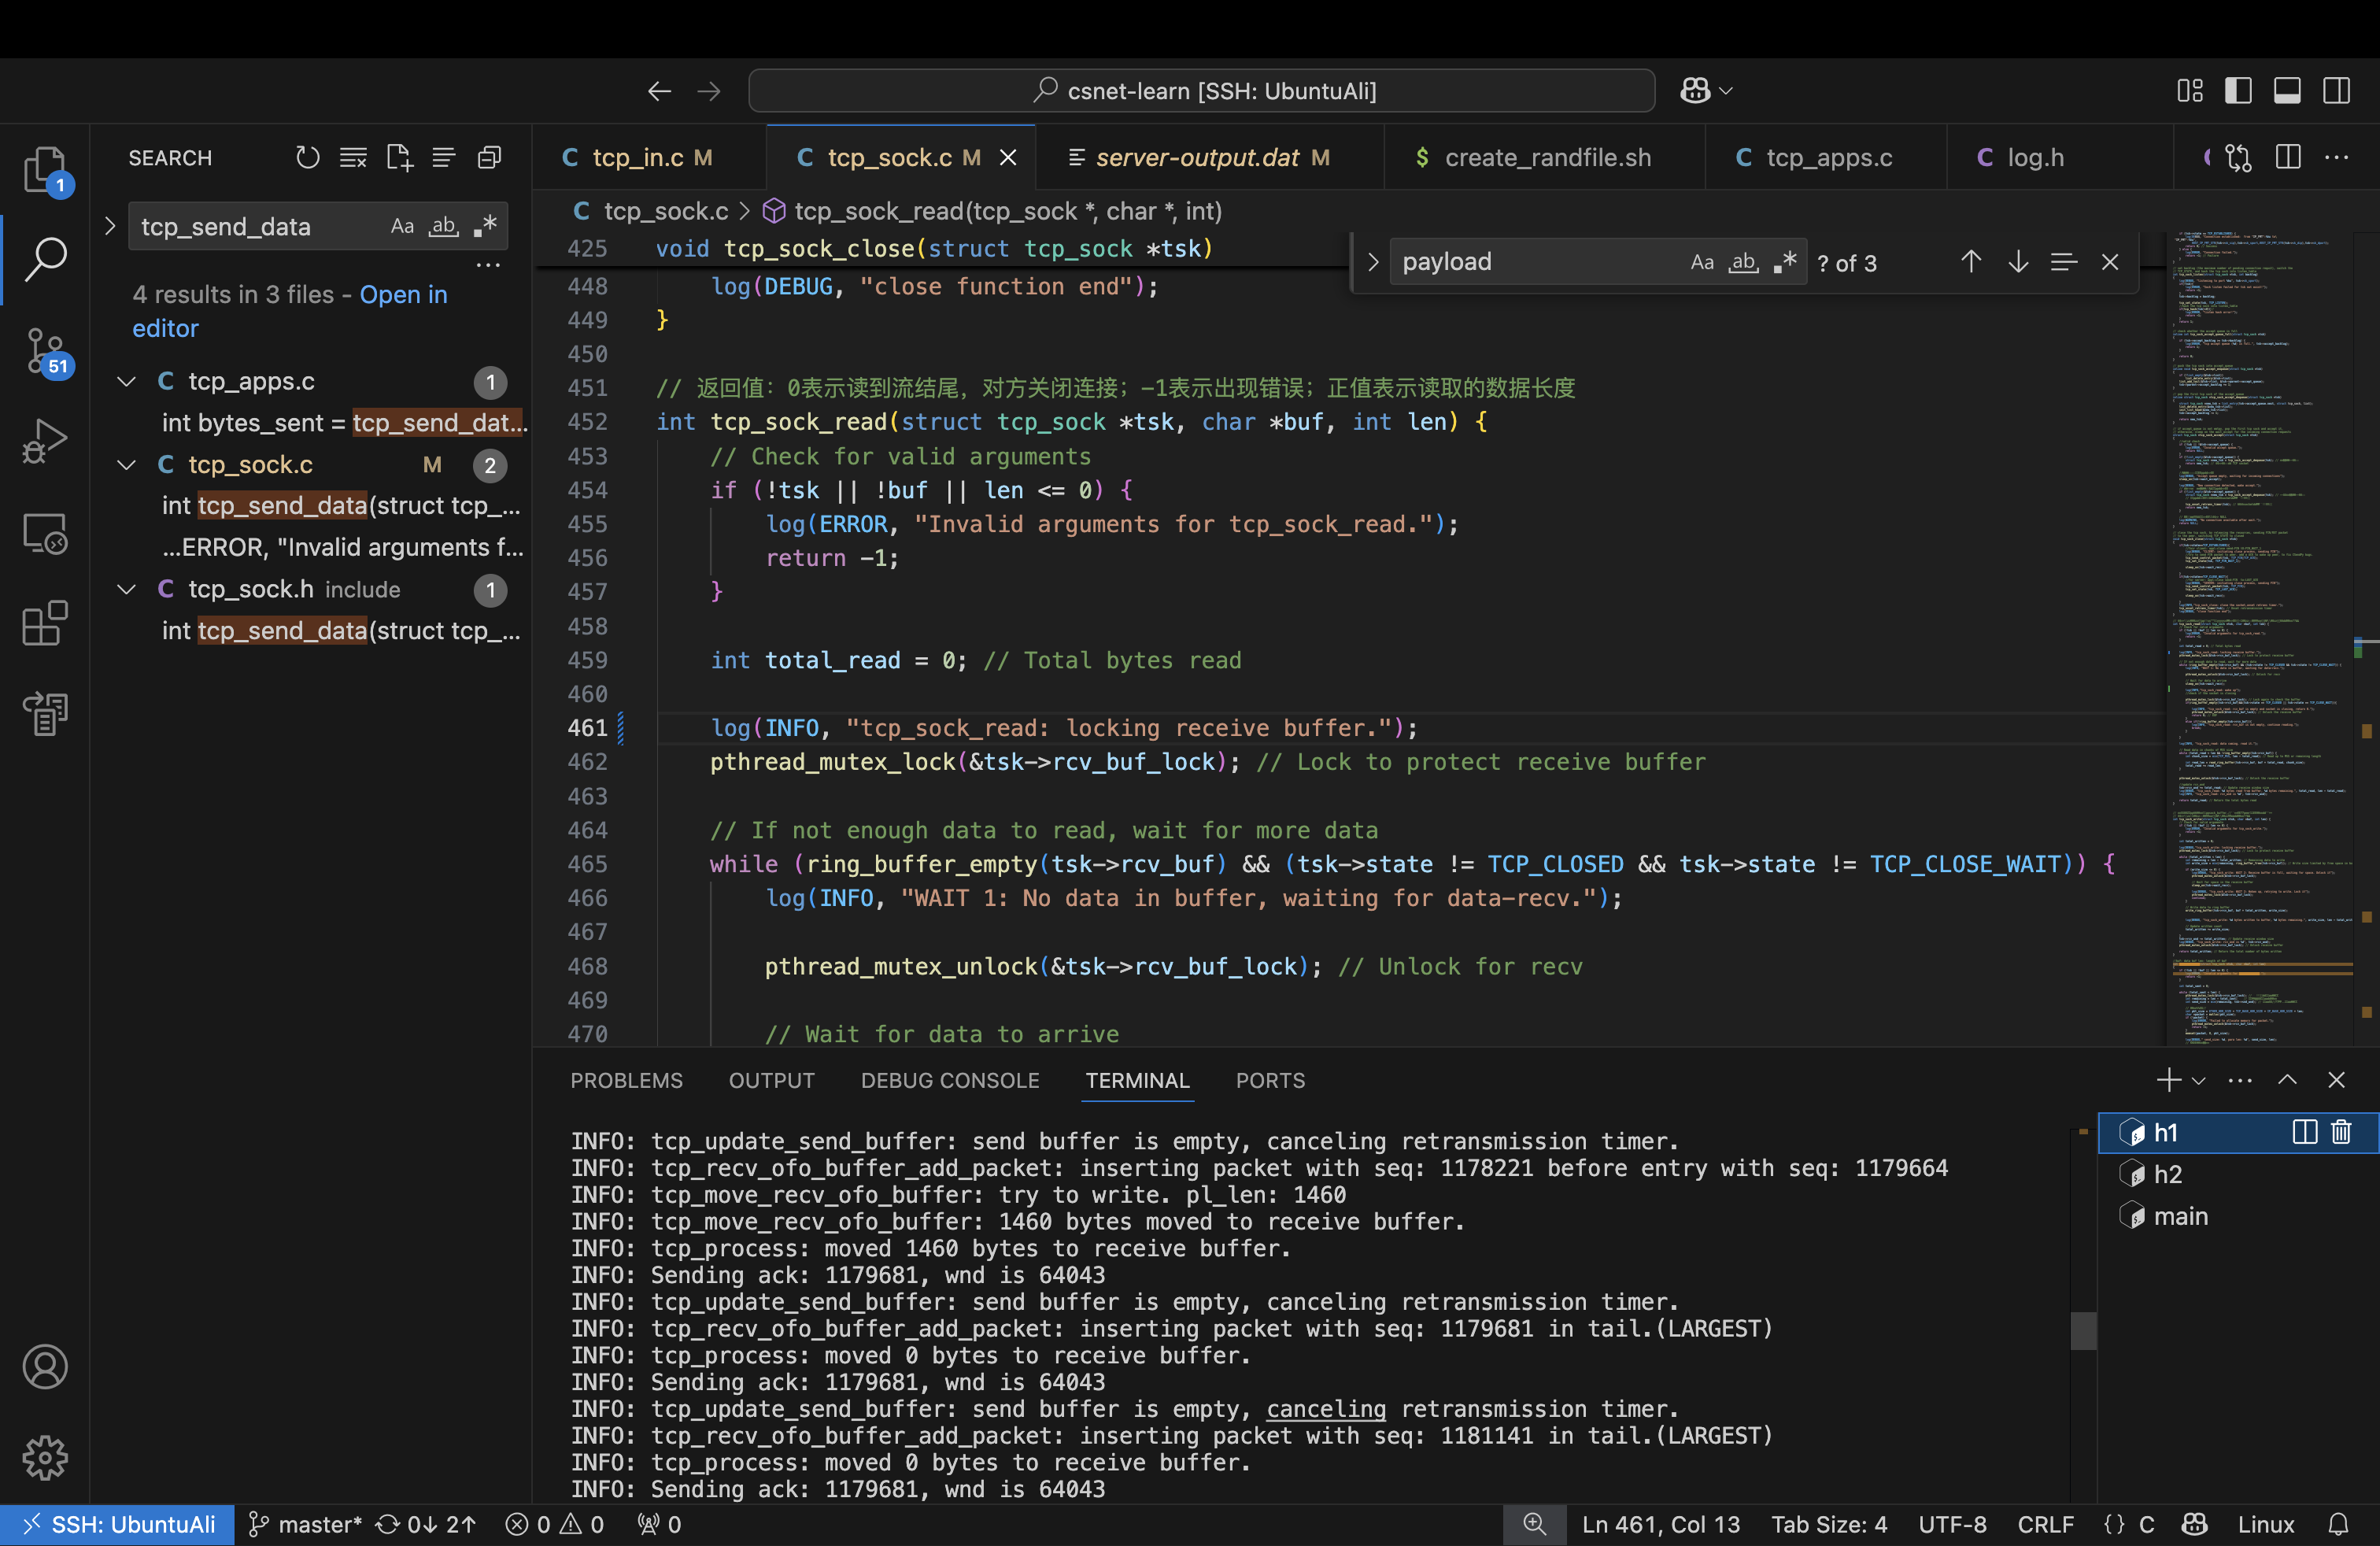 csnet-learn [SSH: UbuntuAli]
SEARCH
tcp_send_data
Aa ab .*
...
4 results in 3 files - Open in
editor
tcp_apps.c 1
int bytes_sent = tcp_send_dat...
tcp_sock.c M 2
int tcp_send_data(struct tcp_...
...ERROR, "Invalid arguments f...
tcp_sock.h include 1
int tcp_send_data(struct tcp_...
1
51
C tcp_in.c M
C tcp_sock.c M
server-output.dat M
$ create_randfile.sh
C tcp_apps.c
C log.h
C tcp_sock.c > tcp_sock_read(tcp_sock *, char *, int)
payload
Aa ab .* ? of 3
425 void tcp_sock_close(struct tcp_sock *tsk)
448 log(DEBUG, "close function end");
449 }
450
451 // 返回值：0表示读到流结尾，对方关闭连接；-1表示出现错误；正值表示读取的数据长度
452 int tcp_sock_read(struct tcp_sock *tsk, char *buf, int len) {
453 // Check for valid arguments
454 if (!tsk || !buf || len <= 0) {
455 log(ERROR, "Invalid arguments for tcp_sock_read.");
456 return -1;
457 }
458
459 int total_read = 0; // Total bytes read
460
461 log(INFO, "tcp_sock_read: locking receive buffer.");
462 pthread_mutex_lock(&tsk->rcv_buf_lock); // Lock to protect receive buffer
463
464 // If not enough data to read, wait for more data
465 while (ring_buffer_empty(tsk->rcv_buf) && (tsk->state != TCP_CLOSED && tsk->state != TCP_CLOSE_WAIT)) {
466 log(INFO, "WAIT 1: No data in buffer, waiting for data-recv.");
467
468 pthread_mutex_unlock(&tsk->rcv_buf_lock); // Unlock for recv
469
470 // Wait for data to arrive
PROBLEMS OUTPUT DEBUG CONSOLE TERMINAL PORTS
INFO: tcp_update_send_buffer: send buffer is empty, canceling retransmission timer.
INFO: tcp_recv_ofo_buffer_add_packet: inserting packet with seq: 1178221 before entry with seq: 1179664
INFO: tcp_move_recv_ofo_buffer: try to write. pl_len: 1460
INFO: tcp_move_recv_ofo_buffer: 1460 bytes moved to receive buffer.
INFO: tcp_process: moved 1460 bytes to receive buffer.
INFO: Sending ack: 1179681, wnd is 64043
INFO: tcp_update_send_buffer: send buffer is empty, canceling retransmission timer.
INFO: tcp_recv_ofo_buffer_add_packet: inserting packet with seq: 1179681 in tail.(LARGEST)
INFO: tcp_process: moved 0 bytes to receive buffer.
INFO: Sending ack: 1179681, wnd is 64043
INFO: tcp_update_send_buffer: send buffer is empty, canceling retransmission timer.
INFO: tcp_recv_ofo_buffer_add_packet: inserting packet with seq: 1181141 in tail.(LARGEST)
INFO: tcp_process: moved 0 bytes to receive buffer.
INFO: Sending ack: 1179681, wnd is 64043
h1
h2
main
SSH: UbuntuAli master* 0↓ 2↑ 0 0 0 Ln 461, Col 13 Tab Size: 4 UTF-8 CRLF {} C Linux